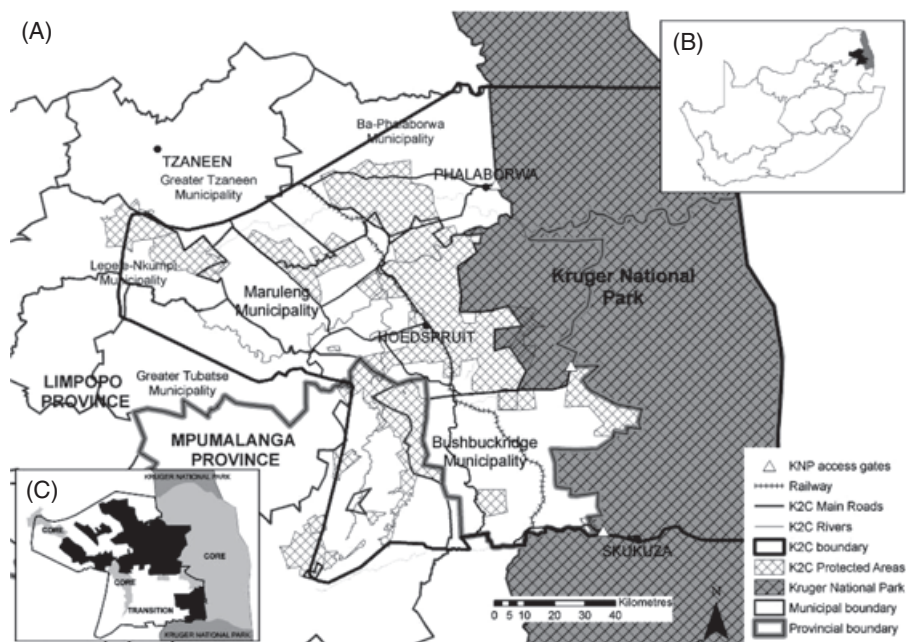 (A)
(B)
Ba-Phalaborwa
Municipality
TZANEEN
Greater Tzaneen
Municipality
PHALABORWA
Lepele-Nkumpi
Municipality
Maruleng
Municipality
Kruger National
Park
HOEDSPRUIT
LIMPOPO
PROVINCE
Greater Tubatse
Municipality
MPUMALANGA
PROVINCE
Bushbuckridge
Municipality
SKUKUZA
(C)
KRUGER NATIONAL PARK
CORE
CORE
CORE
TRANSITION
KRUGER NATIONAL PARK
Kilometres
0 5 10 20 30 40
KNP access gates
Railway
K2C Main Roads
K2C Rivers
K2C boundary
K2C Protected Areas
Kruger National Park
Municipal boundary
Provincial boundary
N